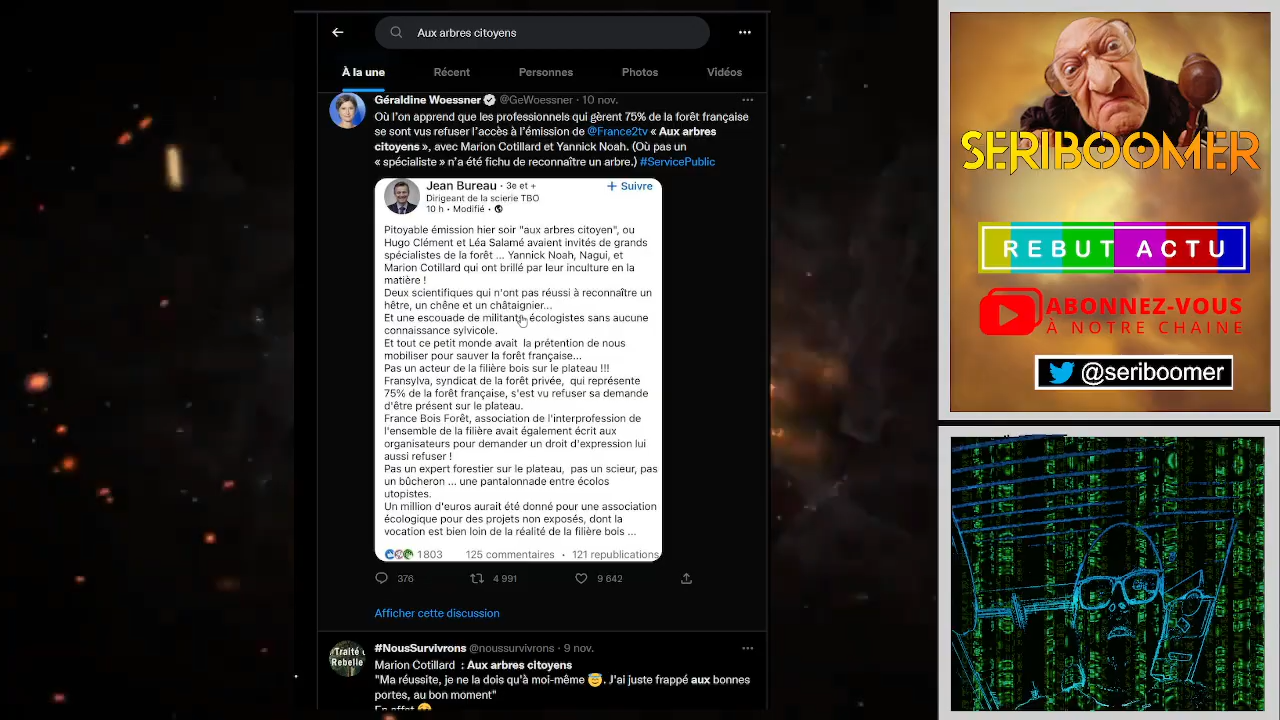 Aux arbres citoyens
À la une
Récent
Personnes
Photos
Vidéos
Géraldine Woessner @GeWoessner · 10 nov.
Où l'on apprend que les professionnels qui gèrent 75% de la forêt française
se sont vus refuser l'accès à l'émission de @France2tv « Aux arbres
citoyens », avec Marion Cotillard et Yannick Noah. (Où pas un
« spécialiste » n'a été fichu de reconnaître un arbre.) #ServicePublic
Jean Bureau · 3e et +
+ Suivre
Dirigeant de la scierie TBO
10 h · Modifié ·
Pitoyable émission hier soir "aux arbres citoyen", ou
Hugo Clément et Léa Salamé avaient invités de grands
spécialistes de la forêt ... Yannick Noah, Nagui, et
Marion Cotillard qui ont brillé par leur inculture en la
matière !
Deux scientifiques qui n'ont pas réussi à reconnaître un
hêtre, un chêne et un châtaignier...
Et une escouade de militants écologistes sans aucune
connaissance sylvicole.
Et tout ce petit monde avait la prétention de nous
mobiliser pour sauver la forêt française...
Pas un acteur de la filière bois sur le plateau !!!
Fransylva, syndicat de la forêt privée, qui représente
75% de la forêt française, s'est vu refuser sa demande
d'être présent sur le plateau.
France Bois Forêt, association de l'interprofession de
l'ensemble de la filière avait également écrit aux
organisateurs pour demander un droit d'expression lui
aussi refuser !
Pas un expert forestier sur le plateau, pas un scieur, pas
un bûcheron ... une pantalonnade entre écolos
utopistes.
Un million d'euros aurait été donné pour une association
écologique pour des projets non exposés, dont la
vocation est bien loin de la réalité de la filière bois ...
1 803
125 commentaires · 121 republications
376
4 991
9 642
Afficher cette discussion
Traité
Rebelle
#NousSurvivrons @noussurvivrons · 9 nov.
Marion Cotillard : Aux arbres citoyens
"Ma réussite, je ne la dois qu'à moi-même 😇. J'ai juste frappé aux bonnes
portes, au bon moment"
En effet
SERIBOOMER
REBUT ACTU
ABONNEZ-VOUS
À NOTRE CHAINE
@seriboomer